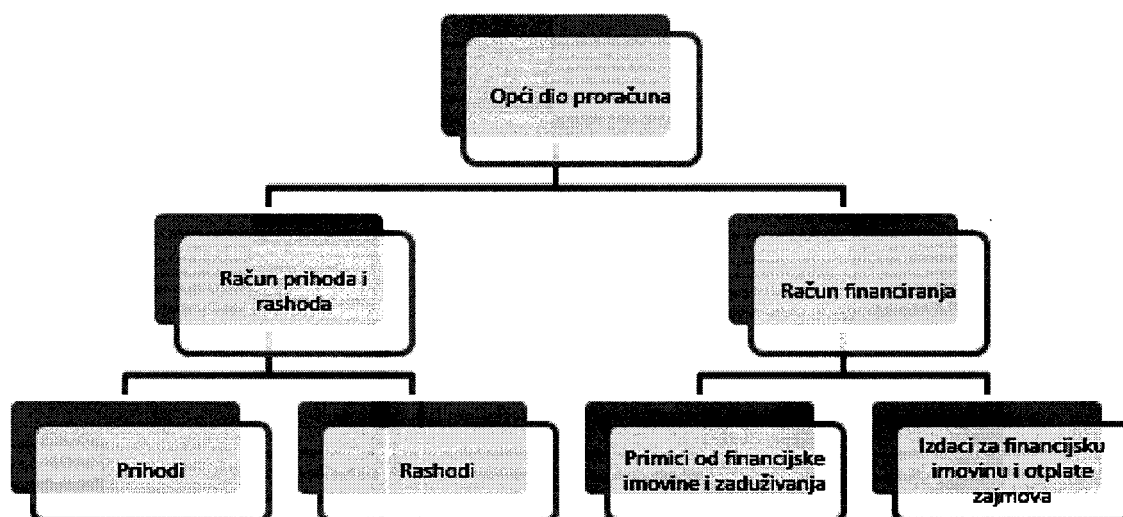 Opći dio proračuna
Račun prihoda i
rashoda
Račun financiranja
Prihodi
Rashodi
Primici od financijske
imovine i zaduživanja
Izdaci za financijsku
imovinu i otplate
zajmova